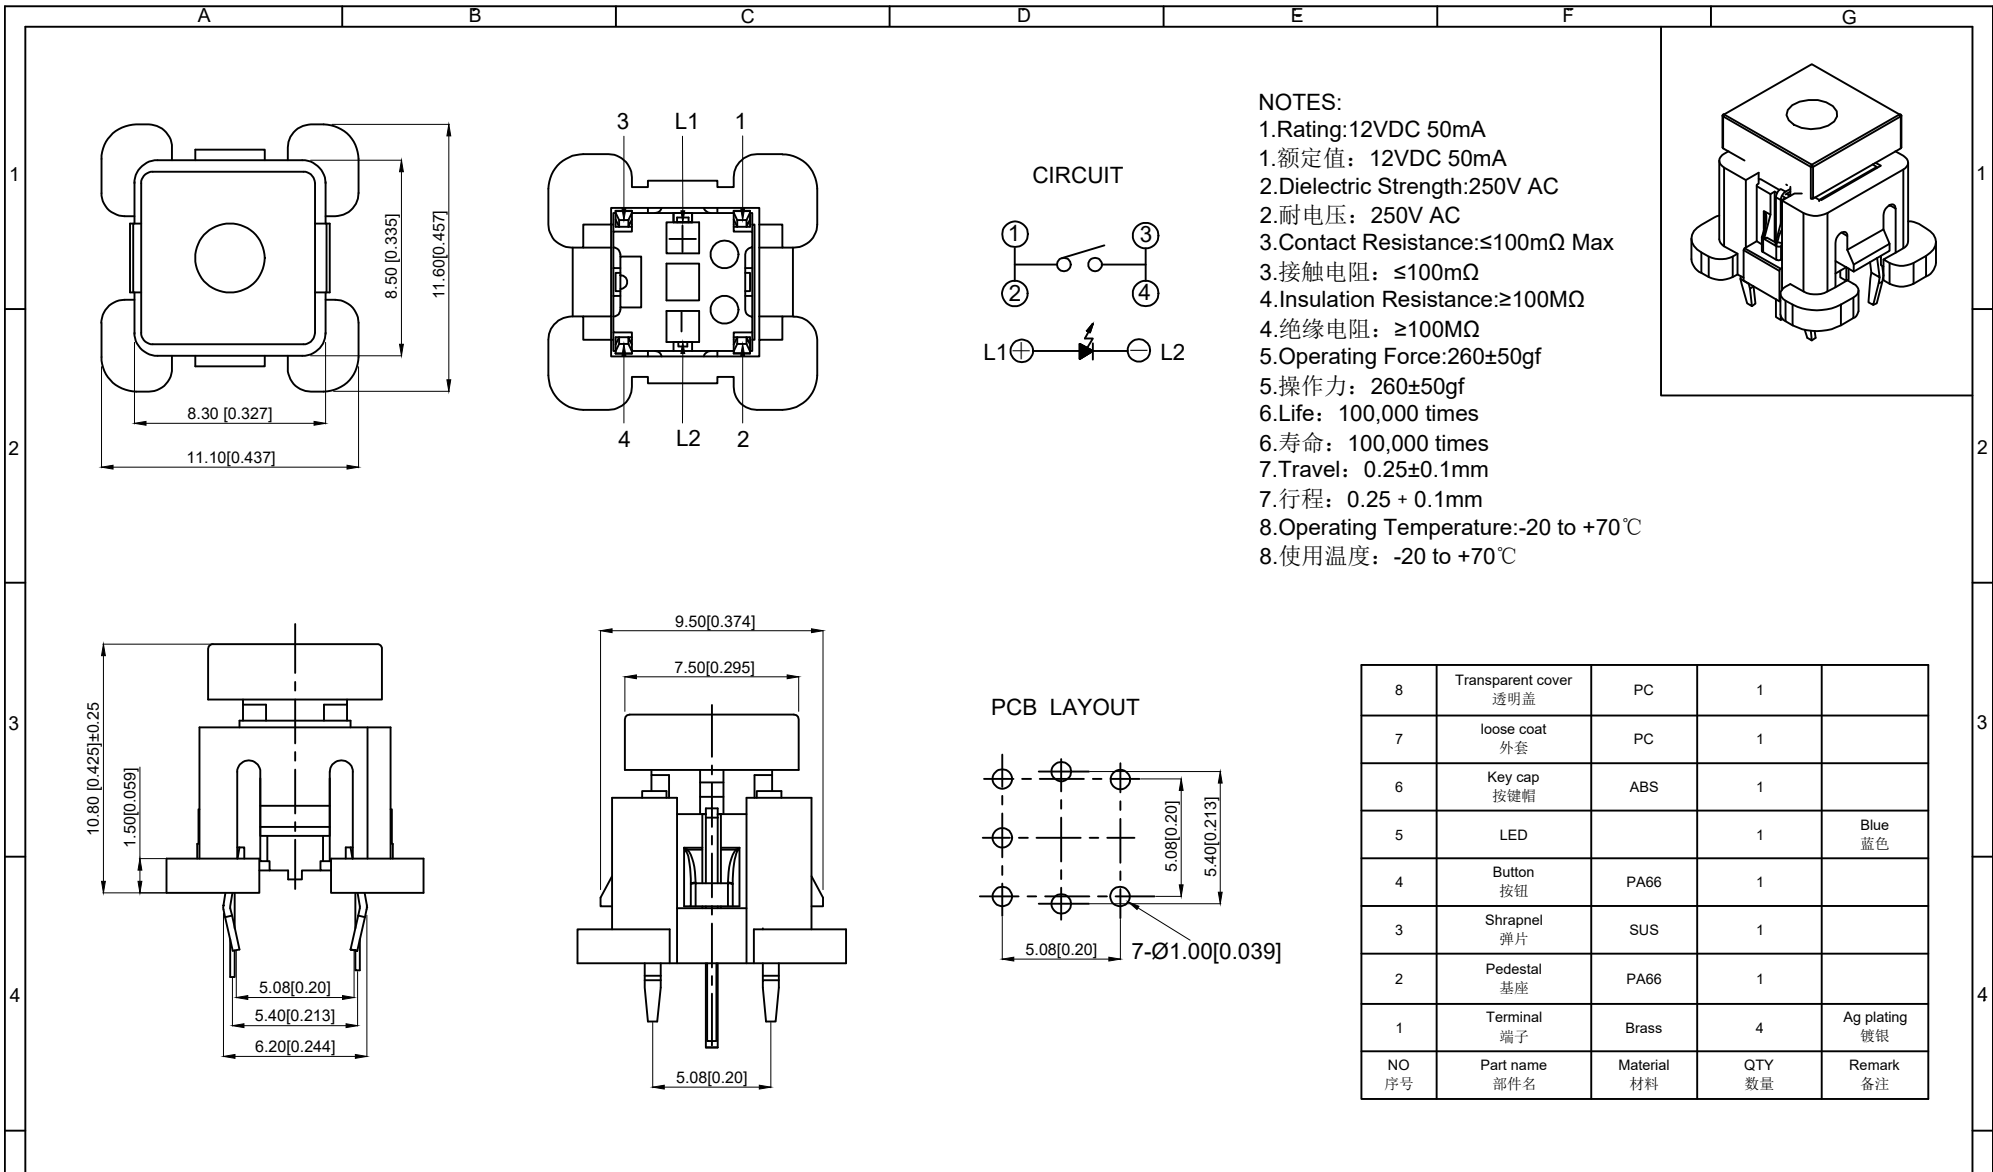 A B C D E F G
1
2
3
4
1
2
3
4
8.50 [0.335]
11.60[0.457]
8.30 [0.327]
11.10[0.437]
3 L1 1
4 L2 2
CIRCUIT
1 3
2 4
L1 L2
NOTES:
1.Rating:12VDC 50mA
1.额定值：12VDC 50mA
2.Dielectric Strength:250V AC
2.耐电压：250V AC
3.Contact Resistance:≤100mΩ Max
3.接触电阻：≤100mΩ
4.Insulation Resistance:≥100MΩ
4.绝缘电阻：≥100MΩ
5.Operating Force:260±50gf
5.操作力：260±50gf
6.Life：100,000 times
6.寿命：100,000 times
7.Travel：0.25±0.1mm
7.行程：0.25 + 0.1mm
8.Operating Temperature:-20 to +70℃
8.使用温度：-20 to +70℃
10.80 [0.425]±0.25
1.50[0.059]
5.08[0.20]
5.40[0.213]
6.20[0.244]
9.50[0.374]
7.50[0.295]
5.08[0.20]
PCB LAYOUT
5.08[0.20]
5.40[0.213]
5.08[0.20]
7-Ø1.00[0.039]
8 Transparent cover PC 1
透明盖
7 loose coat PC 1
外套
6 Key cap ABS 1
按键帽
5 LED 1 Blue
蓝色
4 Button PA66 1
按钮
3 Shrapnel SUS 1
弹片
2 Pedestal PA66 1
基座
1 Terminal Brass 4 Ag plating
端子 镀银
NO Part name Material QTY Remark
序号 部件名 材料 数量 备注